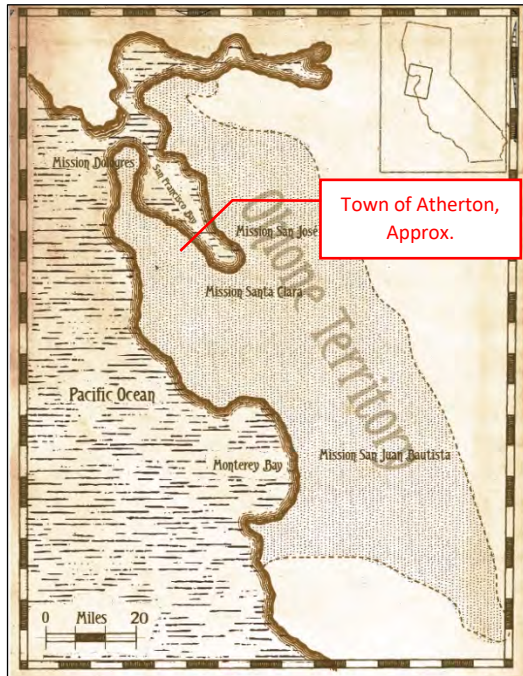 Mission Dolores
San Francisco Bay
Town of Atherton,
Approx.
Mission San José
Mission Santa Clara
Ohlone Territory
Pacific Ocean
Monterey Bay
Mission San Juan Bautista
0 Miles 20